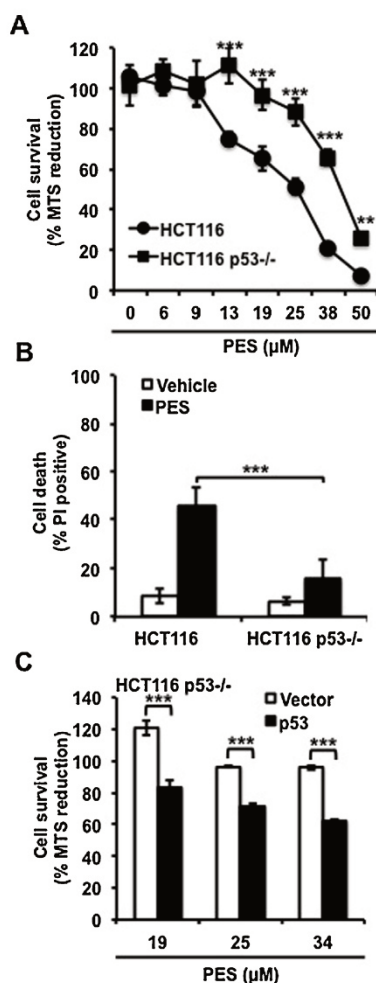 A
Cell survival
(% MTS reduction)
120
100
80
60
40
20
0
***
***
***
***
**
HCT116
HCT116 p53-/-
0 6 9 13 19 25 38 50
PES (µM)
B
Cell death
(% PI positive)
100
80
60
40
20
0
Vehicle
PES
***
HCT116 HCT116 p53-/-
C
Cell survival
(% MTS reduction)
140
120
100
80
60
40
20
0
HCT116 p53-/-
Vector
p53
***
***
***
19 25 34
PES (µM)